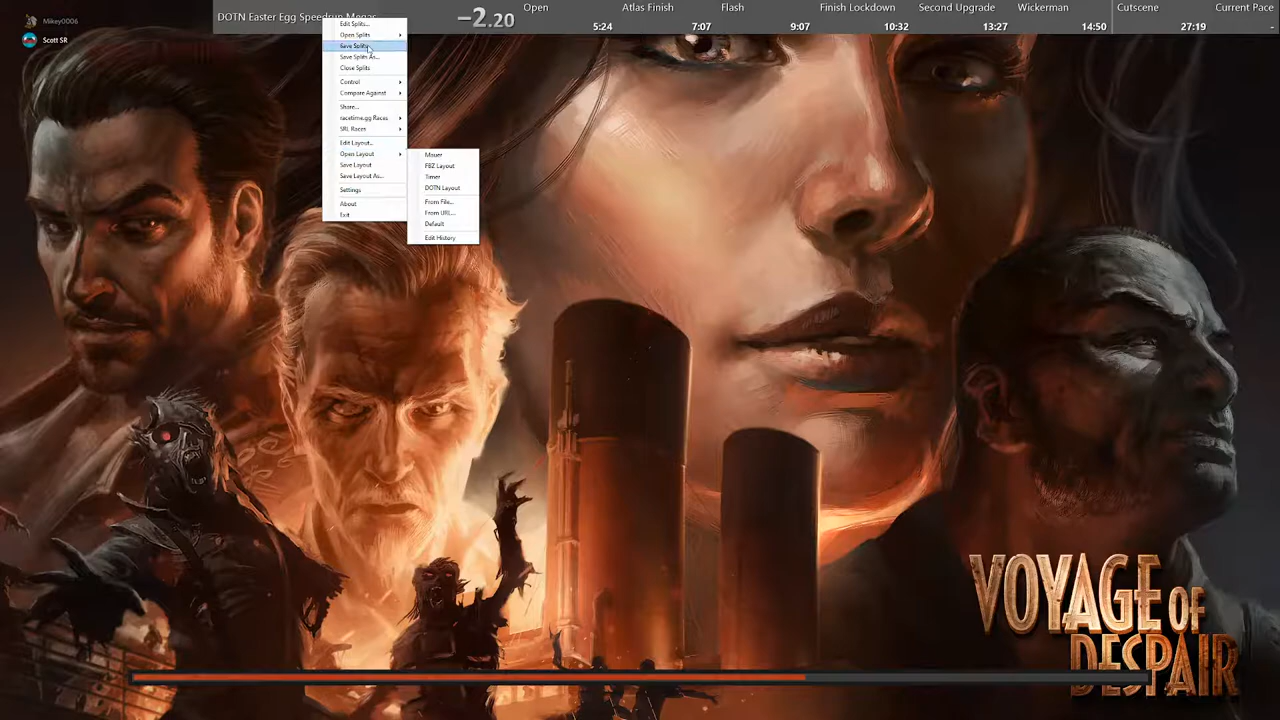 Mikey0006
Scott SR
DOTN Easter Egg Speedrun Megas
−2.20
Open
5:24
Atlas Finish
7:07
Flash
9:07
Finish Lockdown
10:32
Second Upgrade
13:27
Wickerman
14:50
Cutscene
27:19
Current Pace
-
Edit Splits...
Open Splits
Save Splits
Save Splits As...
Close Splits
Control
Compare Against
Share...
racetime.gg Races
SRL Races
Edit Layout...
Open Layout
Save Layout
Save Layout As...
Settings
About
Exit
Mauer
FBZ Layout
Timer
DOTN Layout
From File...
From URL...
Default
Edit History
VOYAGE OF
DESPAIR